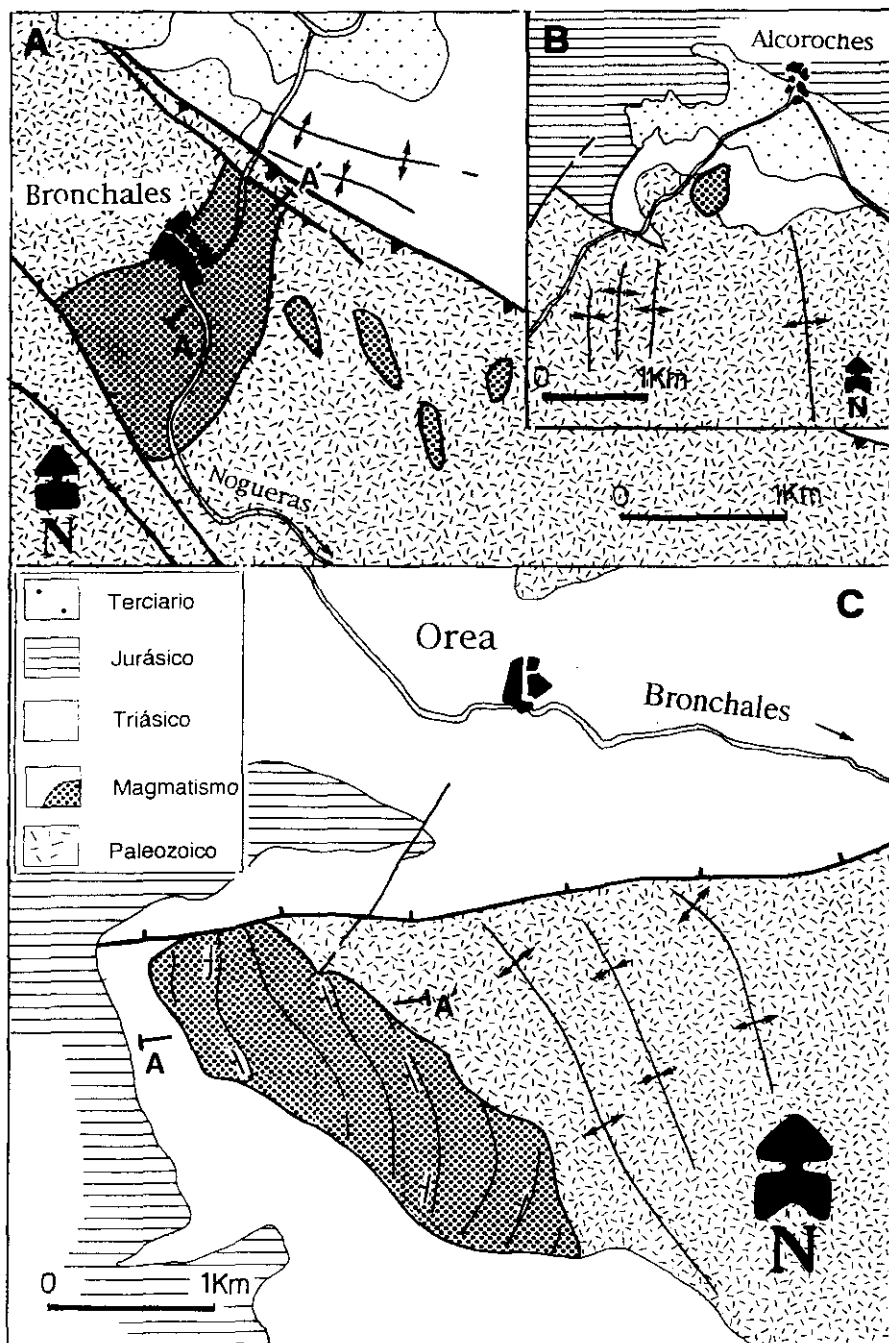 A
Bronchales
A'
A
Nogueras
0 1Km
N
B
Alcoroches
0 1Km
N
C
Terciario
Jurásico
Triásico
Magmatismo
Paleozoico
Orea
Bronchales
A
A'
0 1Km
N